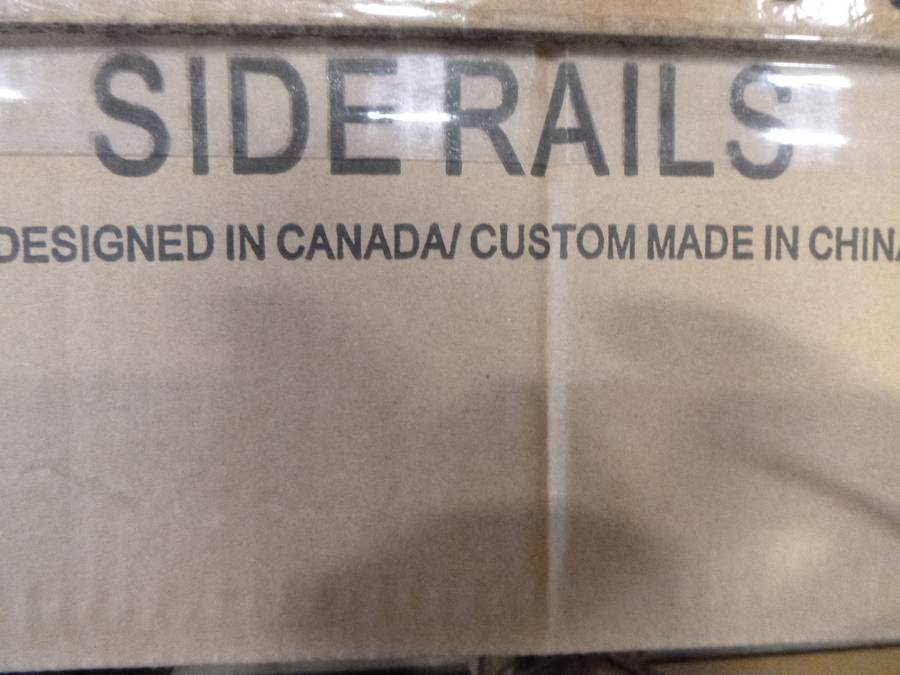 SIDE RAILS
DESIGNED IN CANADA/ CUSTOM MADE IN CHINA